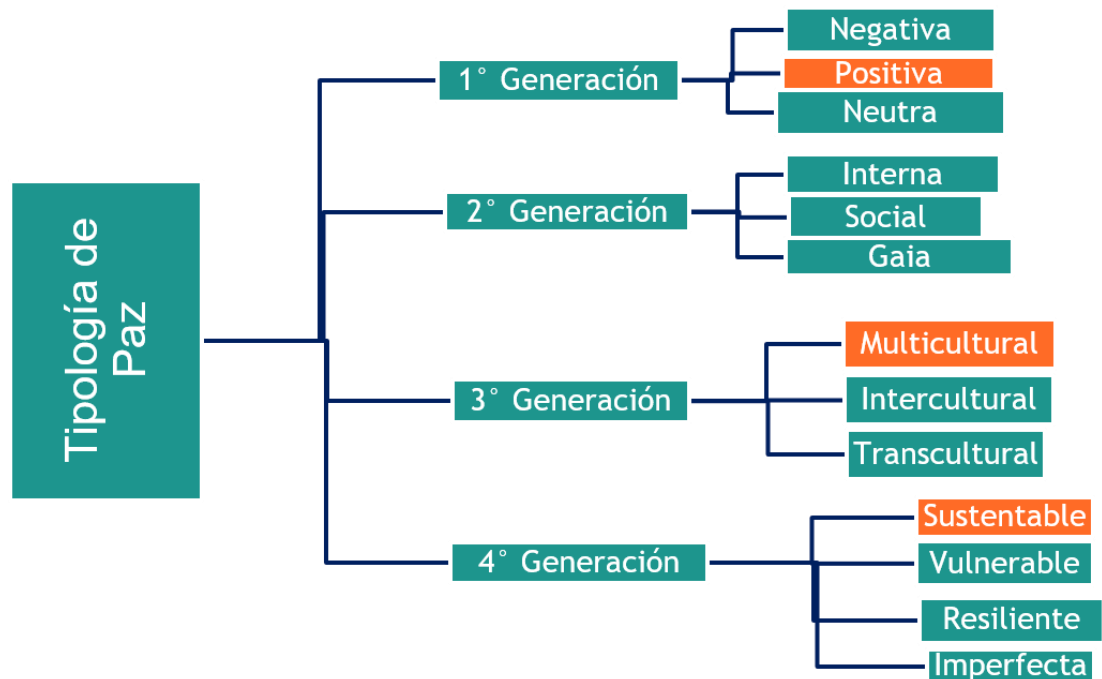 Tipología de
Paz
1° Generación
Negativa
Positiva
Neutra
2° Generación
Interna
Social
Gaia
3° Generación
Multicultural
Intercultural
Transcultural
4° Generación
Sustentable
Vulnerable
Resiliente
Imperfecta